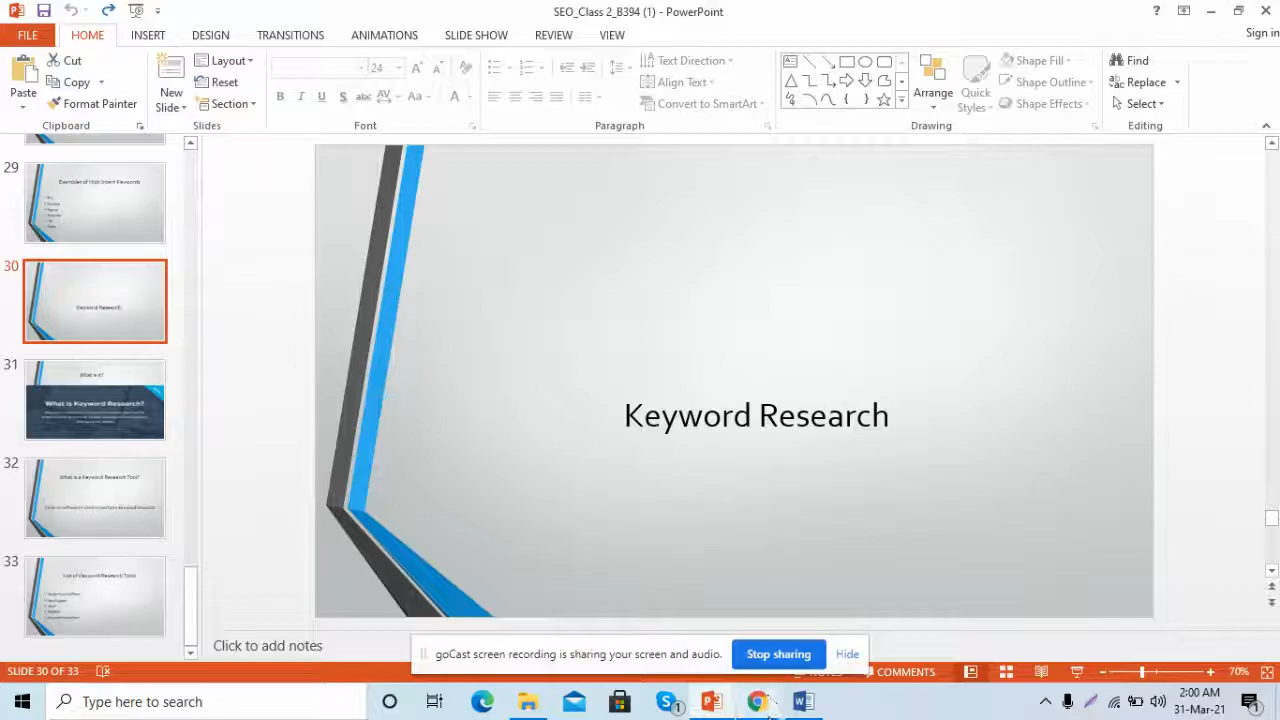 SEO_Class 2_B394 (1) - PowerPoint
Sign in
FILE HOME INSERT DESIGN TRANSITIONS ANIMATIONS SLIDE SHOW REVIEW VIEW
Paste Cut Copy Format Painter
New Slide Layout Reset Section
24
Text Direction Align Text Convert to SmartArt
Arrange Quick Styles Shape Fill Shape Outline Shape Effects
Find Replace Select
Clipboard Slides Font Paragraph Drawing Editing
29
Examples of High Intent Keywords
30
Keyword Research
31
What is it?
What is Keyword Research?
32
What is a Keyword Research Tool?
33
List of Keyword Research Tools
Keyword Research
Click to add notes
goCast screen recording is sharing your screen and audio. Stop sharing Hide
SLIDE 30 OF 33 NOTES COMMENTS 70%
Type here to search
2:00 AM
31-Mar-21